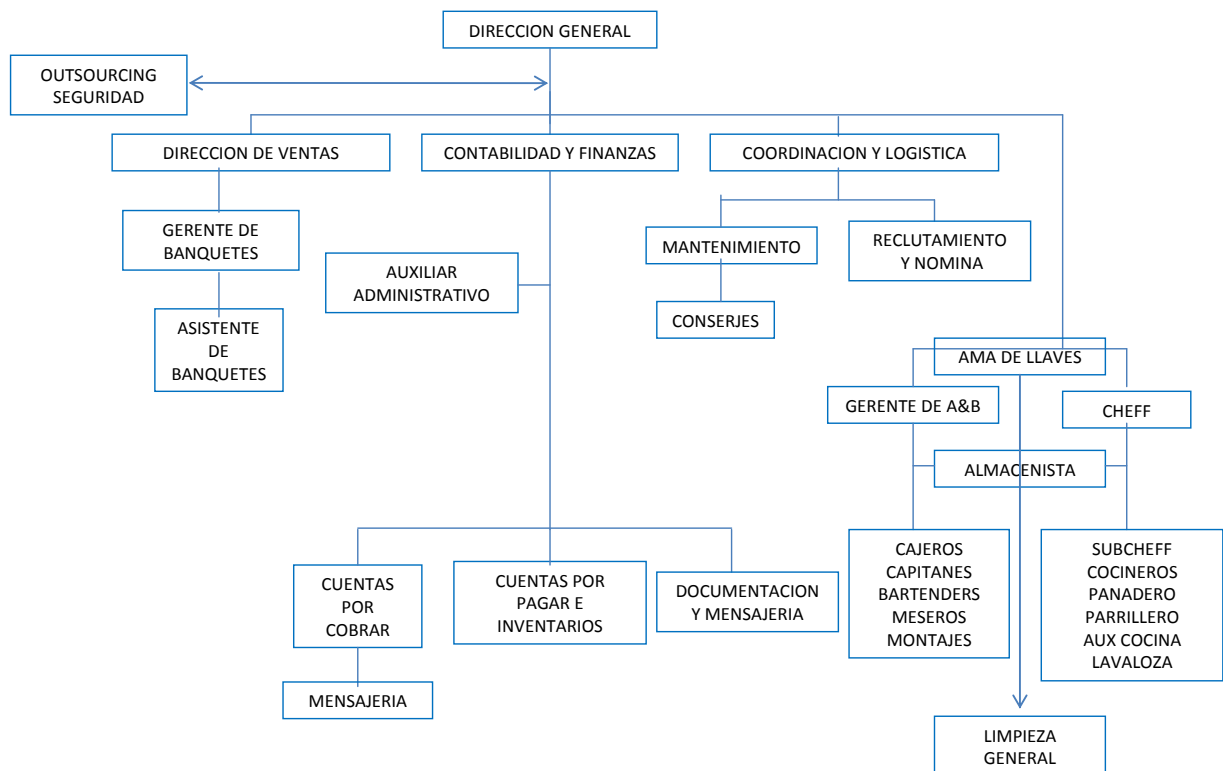 DIRECCION GENERAL
OUTSOURCING
SEGURIDAD
DIRECCION DE VENTAS
CONTABILIDAD Y FINANZAS
COORDINACION Y LOGISTICA
GERENTE DE
BANQUETES
MANTENIMIENTO
RECLUTAMIENTO
Y NOMINA
AUXILIAR
ADMINISTRATIVO
CONSERJES
ASISTENTE
DE
BANQUETES
AMA DE LLAVES
GERENTE DE A&B
CHEFF
ALMACENISTA
CUENTAS
POR
COBRAR
CUENTAS POR
PAGAR E
INVENTARIOS
DOCUMENTACION
Y MENSAJERIA
CAJEROS
CAPITANES
BARTENDERS
MESEROS
MONTAJES
SUBCHEFF
COCINEROS
PANADERO
PARRILLERO
AUX COCINA
LAVALOZA
MENSAJERIA
LIMPIEZA
GENERAL